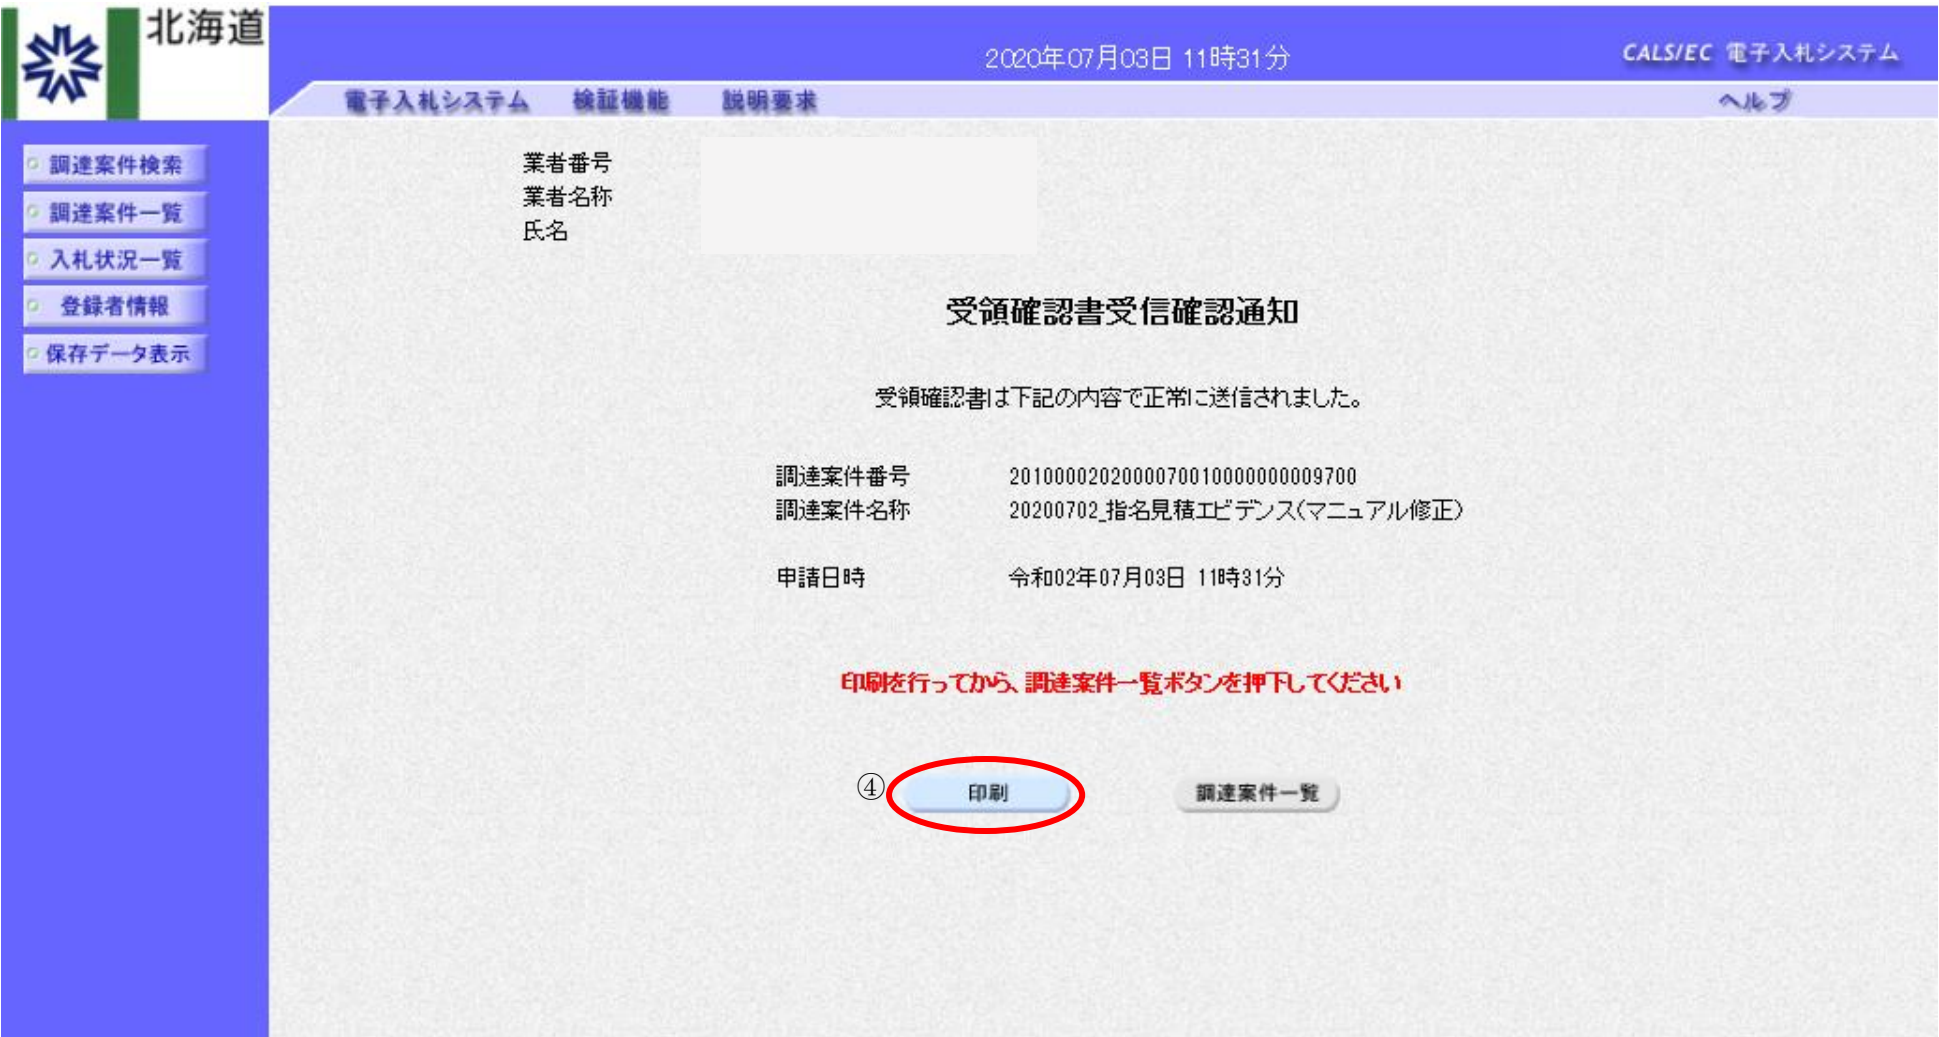 北海道
2020年07月03日 11時31分
CALS/EC 電子入札システム
電子入札システム 検証機能 説明要求 ヘルプ
調達案件検索
調達案件一覧
入札状況一覧
登録者情報
保存データ表示
業者番号
業者名称
氏名
受領確認書受信確認通知
受領確認書は下記の内容で正常に送信されました。
調達案件番号 2010000202000070010000000009700
調達案件名称 20200702_指名見積エビデンス(マニュアル修正)
申請日時 令和02年07月03日 11時31分
印刷を行ってから、調達案件一覧ボタンを押下してください
④ 印刷 調達案件一覧